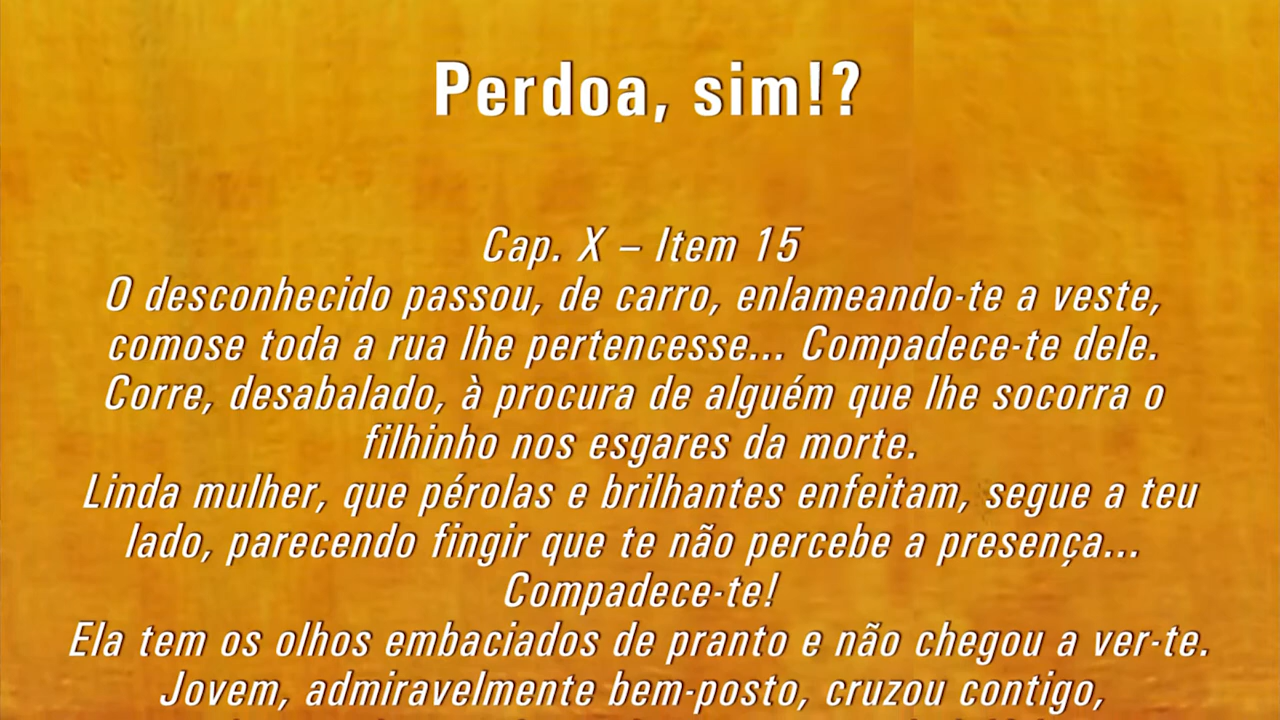 Perdoa, sim!?
Cap. X – Item 15
O desconhecido passou, de carro, enlameando-te a veste,
comose toda a rua lhe pertencesse... Compadece-te dele.
Corre, desabalado, à procura de alguém que lhe socorra o
filhinho nos esgares da morte.
Linda mulher, que pérolas e brilhantes enfeitam, segue a teu
lado, parecendo fingir que te não percebe a presença...
Compadece-te!
Ela tem os olhos embaciados de pranto e não chegou a ver-te.
Jovem, admiravelmente bem-posto, cruzou contigo,